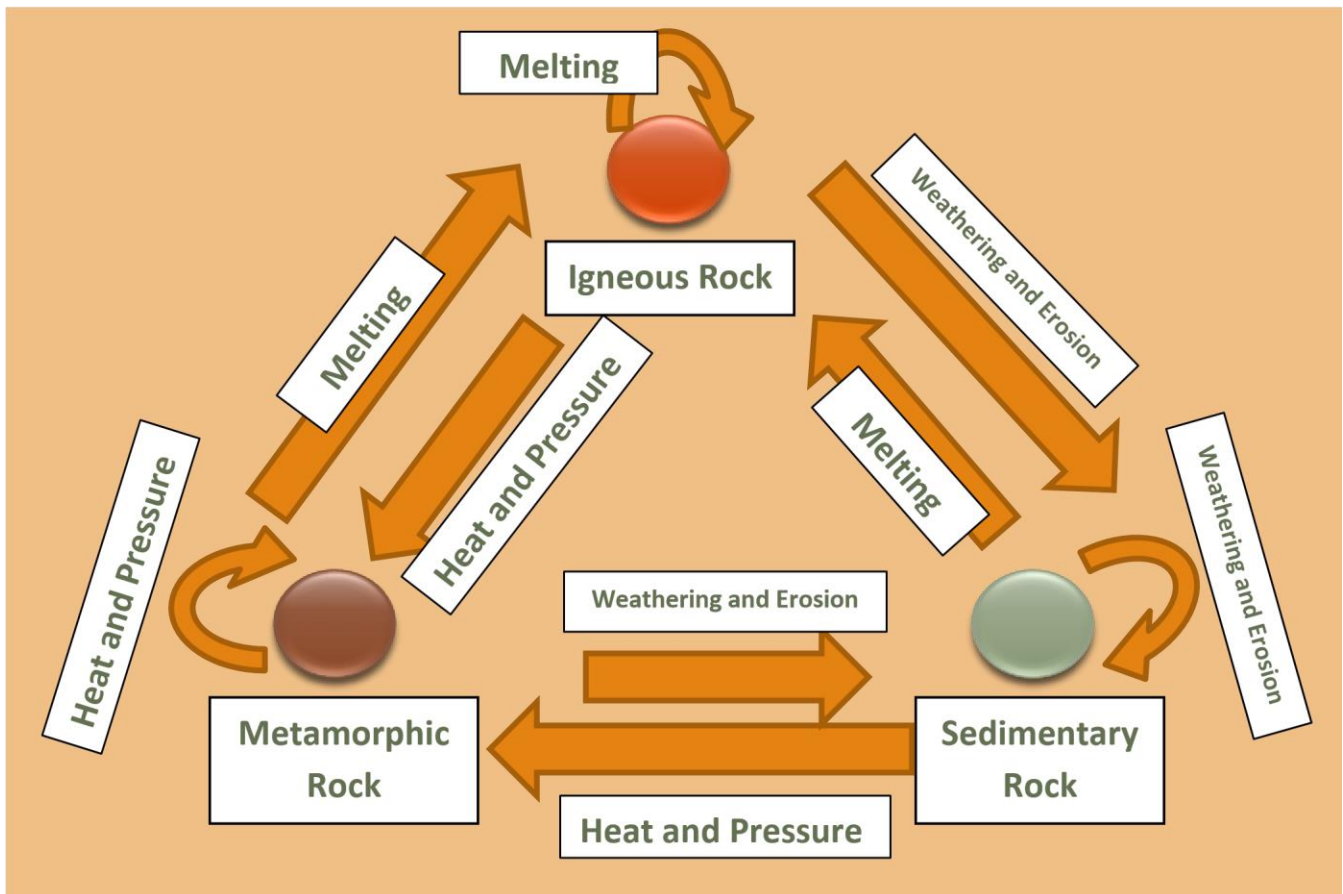 Melting
Weathering and Erosion
Igneous Rock
Melting
Heat and Pressure
Melting
Weathering and Erosion
Heat and Pressure
Weathering and Erosion
Metamorphic
Rock
Sedimentary
Rock
Heat and Pressure